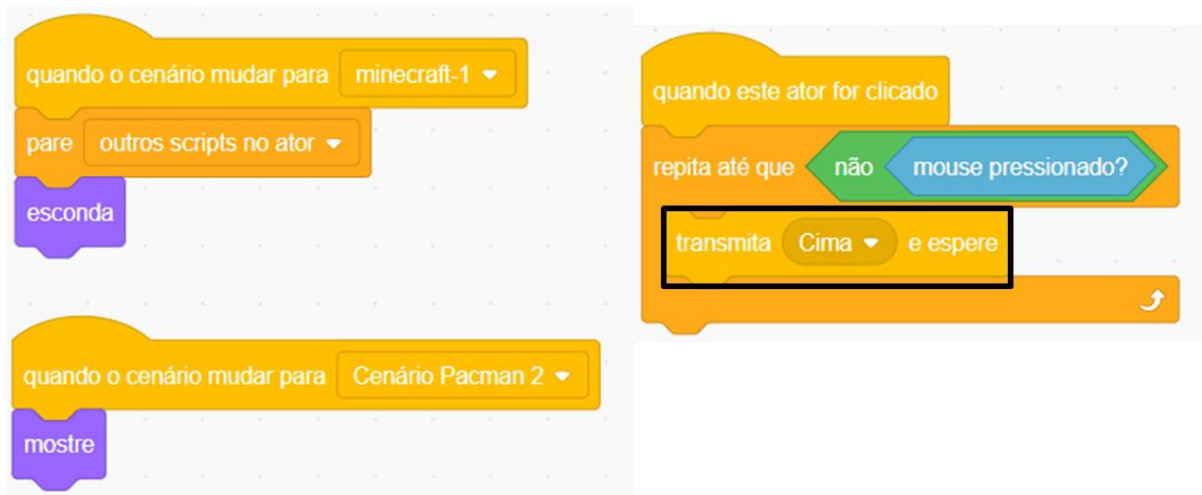 quando o cenário mudar para minecraft-1
pare outros scripts no ator
esconda
quando o cenário mudar para Cenário Pacman 2
mostre
quando este ator for clicado
repita até que não mouse pressionado?
transmita Cima e espere